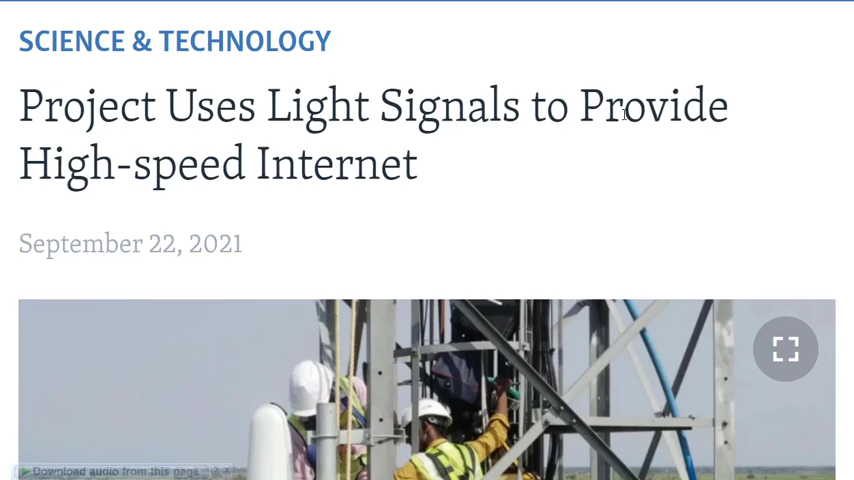 SCIENCE & TECHNOLOGY
Project Uses Light Signals to Provide
High-speed Internet
September 22, 2021
Download audio from this page ? ×